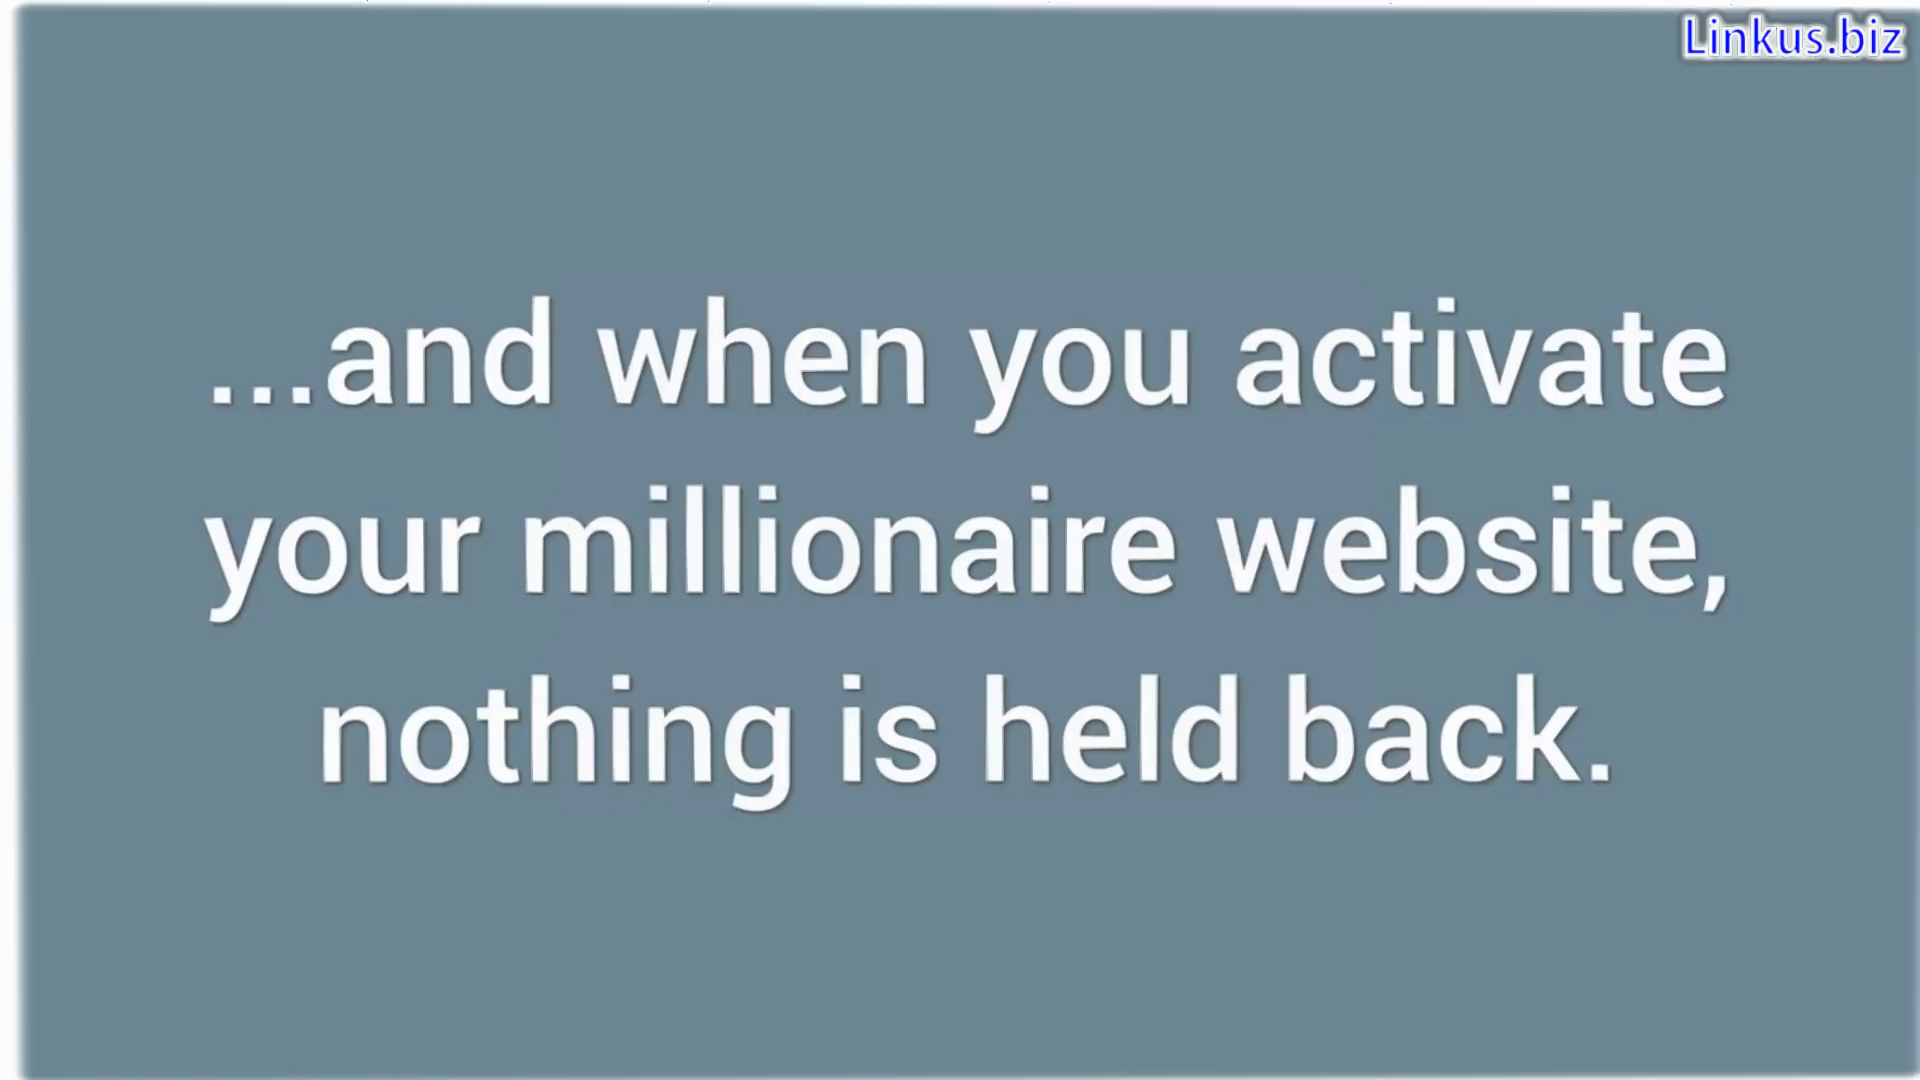 Linkus.biz
...and when you activate
your millionaire website,
nothing is held back.